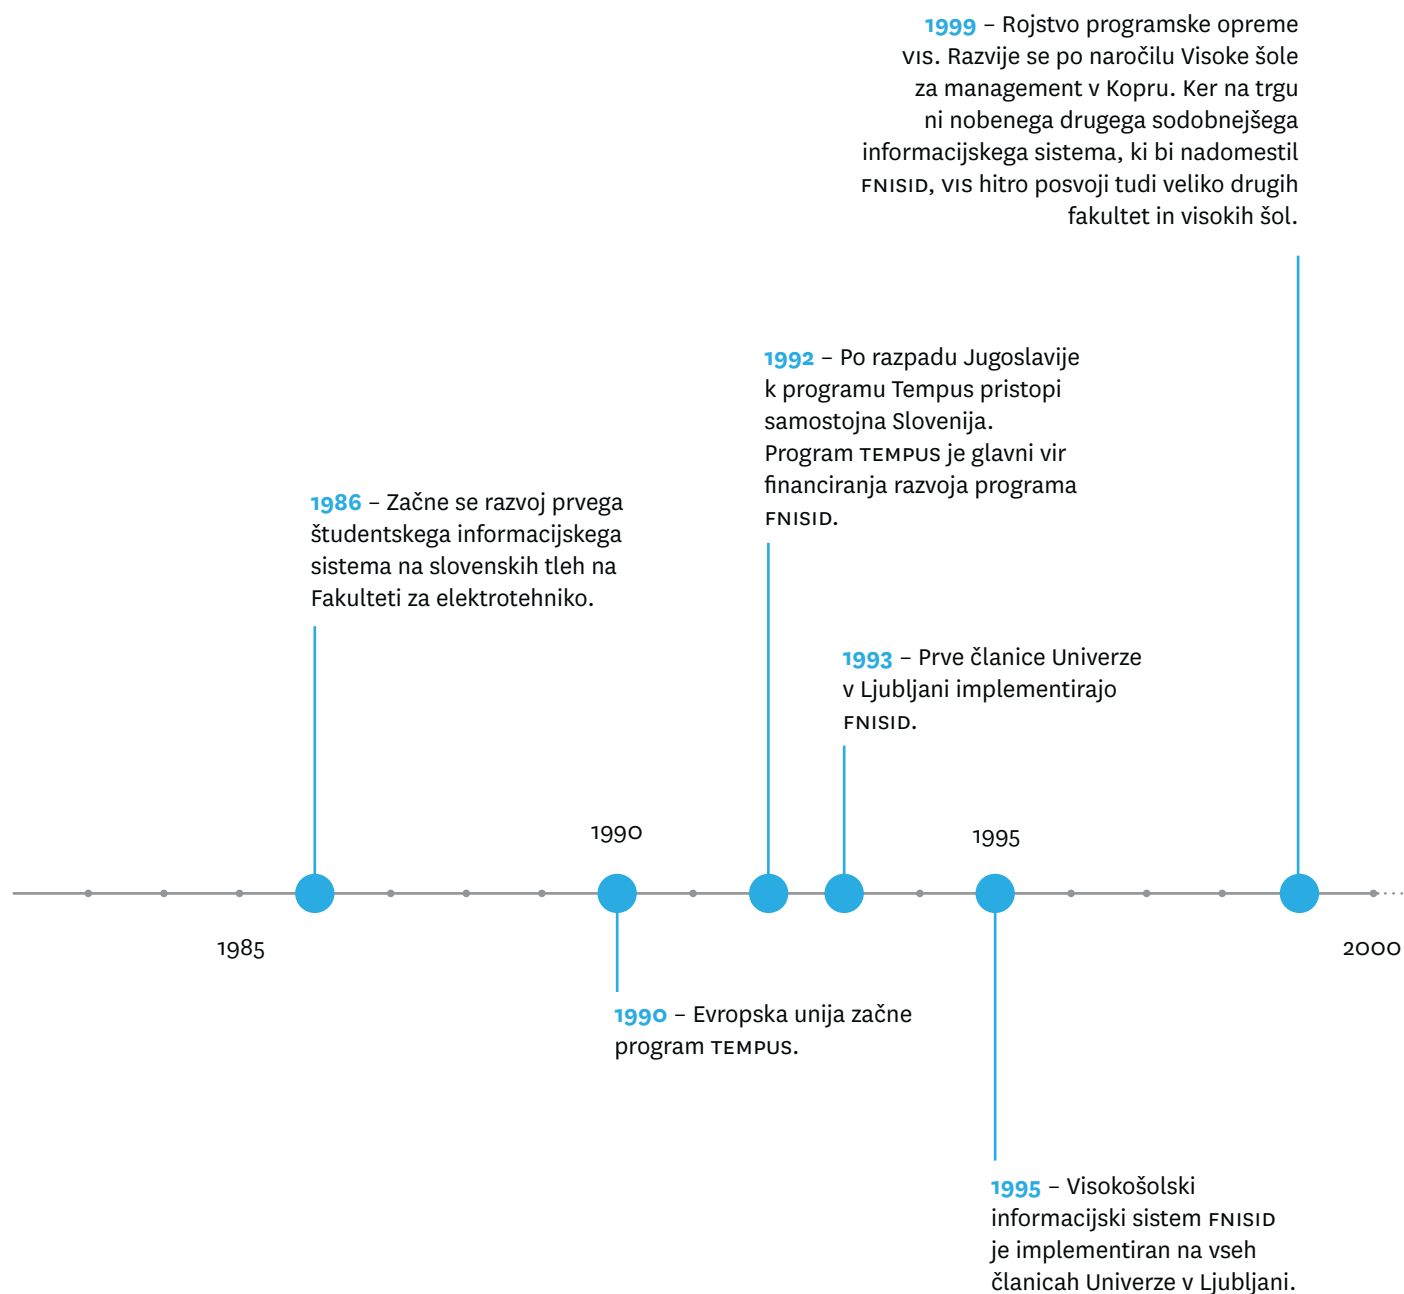 1999 – Rojstvo programske opreme
VIS. Razvije se po naročilu Visoke šole
za management v Kopru. Ker na trgu
ni nobenega drugega sodobnejšega
informacijskega sistema, ki bi nadomestil
FNISID, VIS hitro posvoji tudi veliko drugih
fakultet in visokih šol.
1992 – Po razpadu Jugoslavije
k programu Tempus pristopi
samostojna Slovenija.
Program TEMPUS je glavni vir
financiranja razvoja programa
FNISID.
1986 – Začne se razvoj prvega
študentskega informacijskega
sistema na slovenskih tleh na
Fakulteti za elektrotehniko.
1993 – Prve članice Univerze
v Ljubljani implementirajo
FNISID.
1990
1995
1985
2000
1990 – Evropska unija začne
program TEMPUS.
1995 – Visokošolski
informacijski sistem FNISID
je implementiran na vseh
članicah Univerze v Ljubljani.